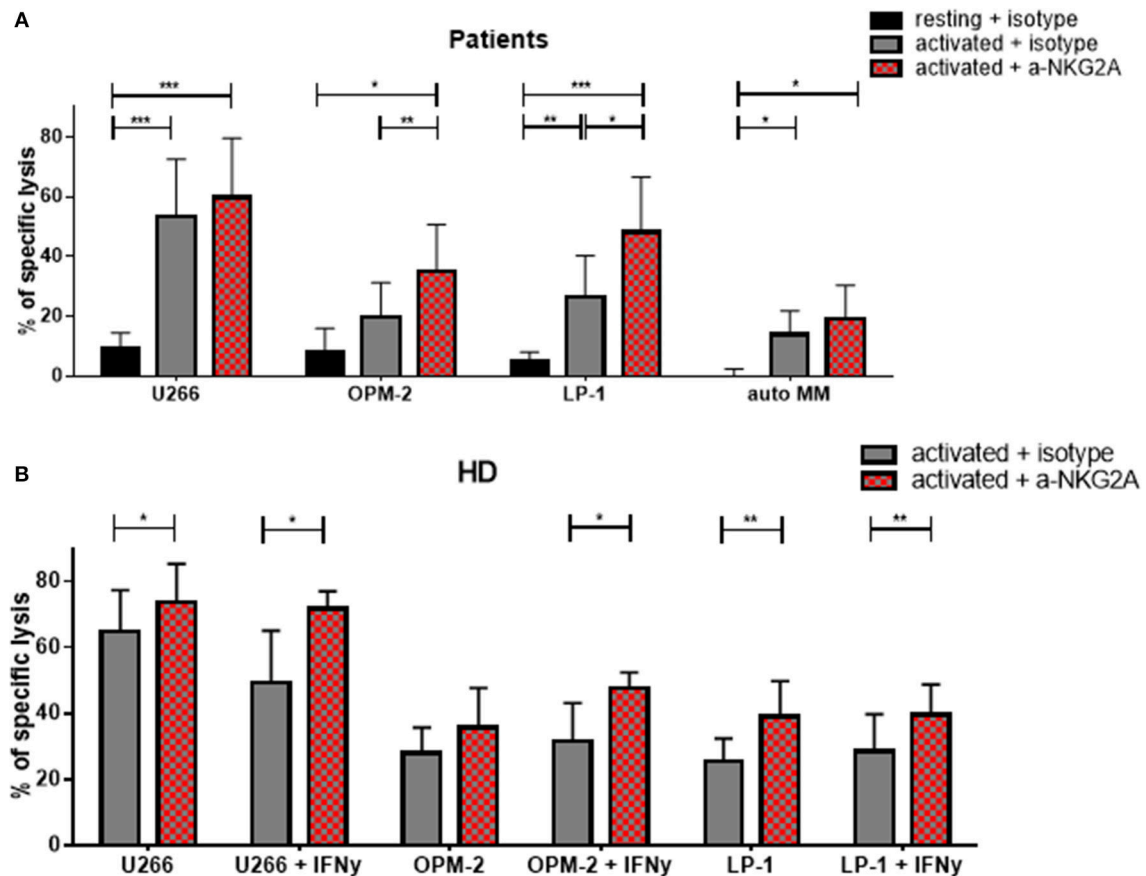 A
Patients
resting + isotype
activated + isotype
activated + a-NKG2A
*** * *** *
*** ** ** * *
% of specific lysis
80
60
40
20
0
U266 OPM-2 LP-1 auto MM
B
HD
activated + isotype
activated + a-NKG2A
* * * ** **
% of specific lysis
80
60
40
20
0
U266 U266 + IFNy OPM-2 OPM-2 + IFNy LP-1 LP-1 + IFNy